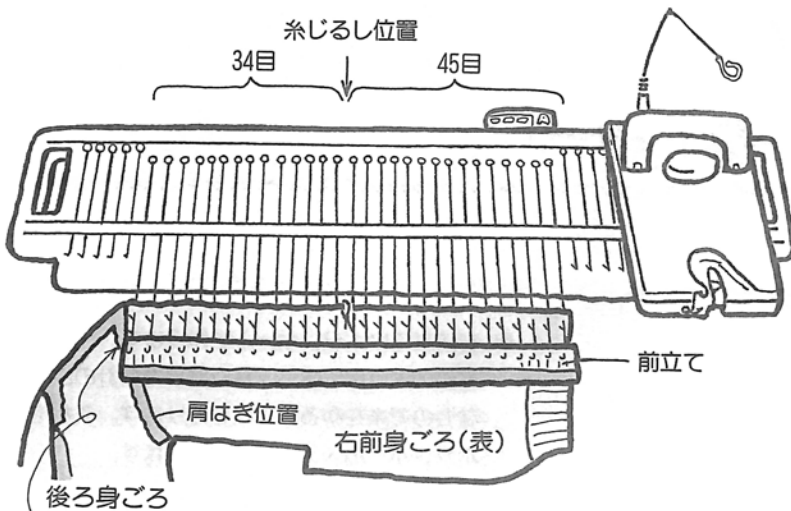 糸じるし位置
34目
45目
前立て
肩はぎ位置
右前身ごろ(表)
後ろ身ごろ